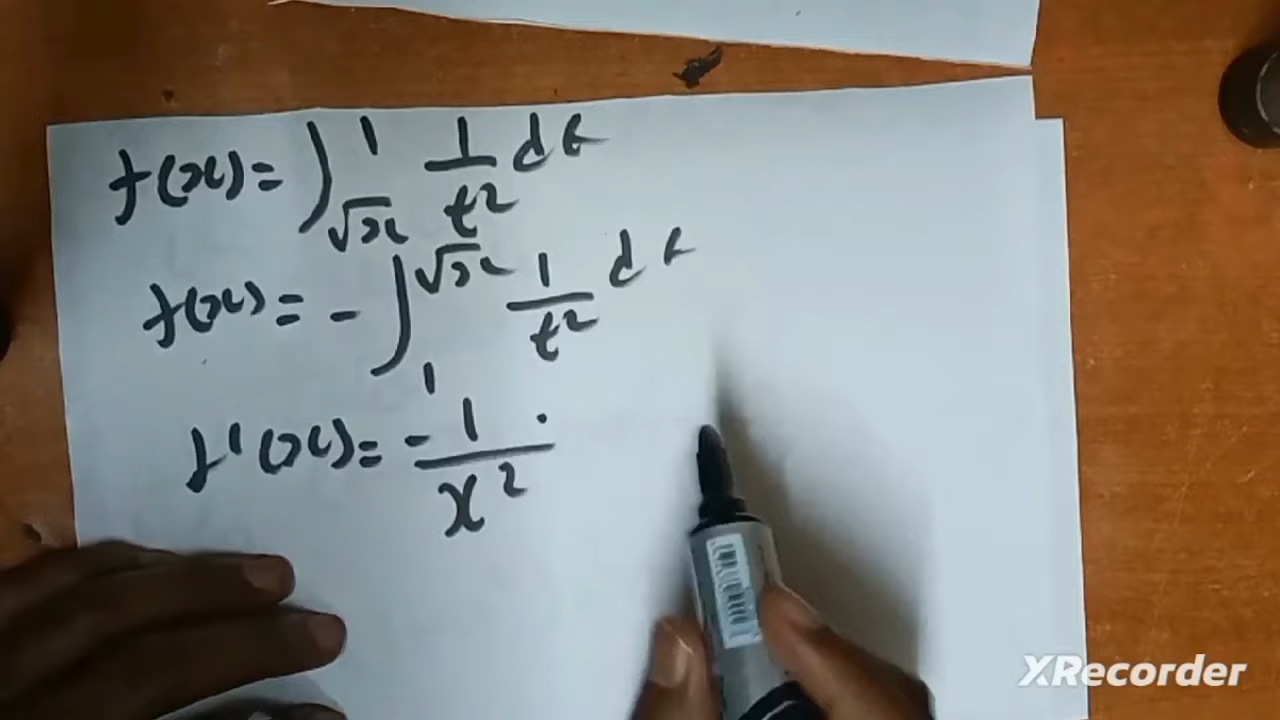 f(x) = ∫_{√x}^{1} 1/t² dt
f(x) = - ∫_{1}^{√x} 1/t² dt
f'(x) = -1/x² ·
XRecorder